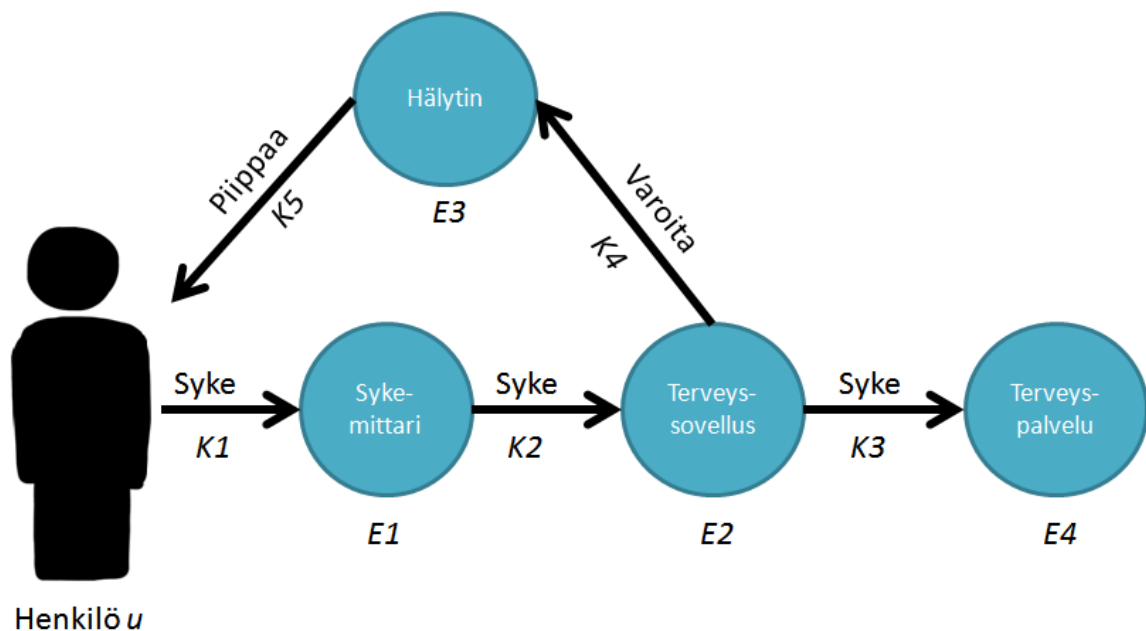 Hälytin
Piippaa
K5
E3
Varoita
K4
Syke
K1
Syke-
mittari
E1
Syke
K2
Terveys-
sovellus
E2
Syke
K3
Terveys-
palvelu
E4
Henkilö u